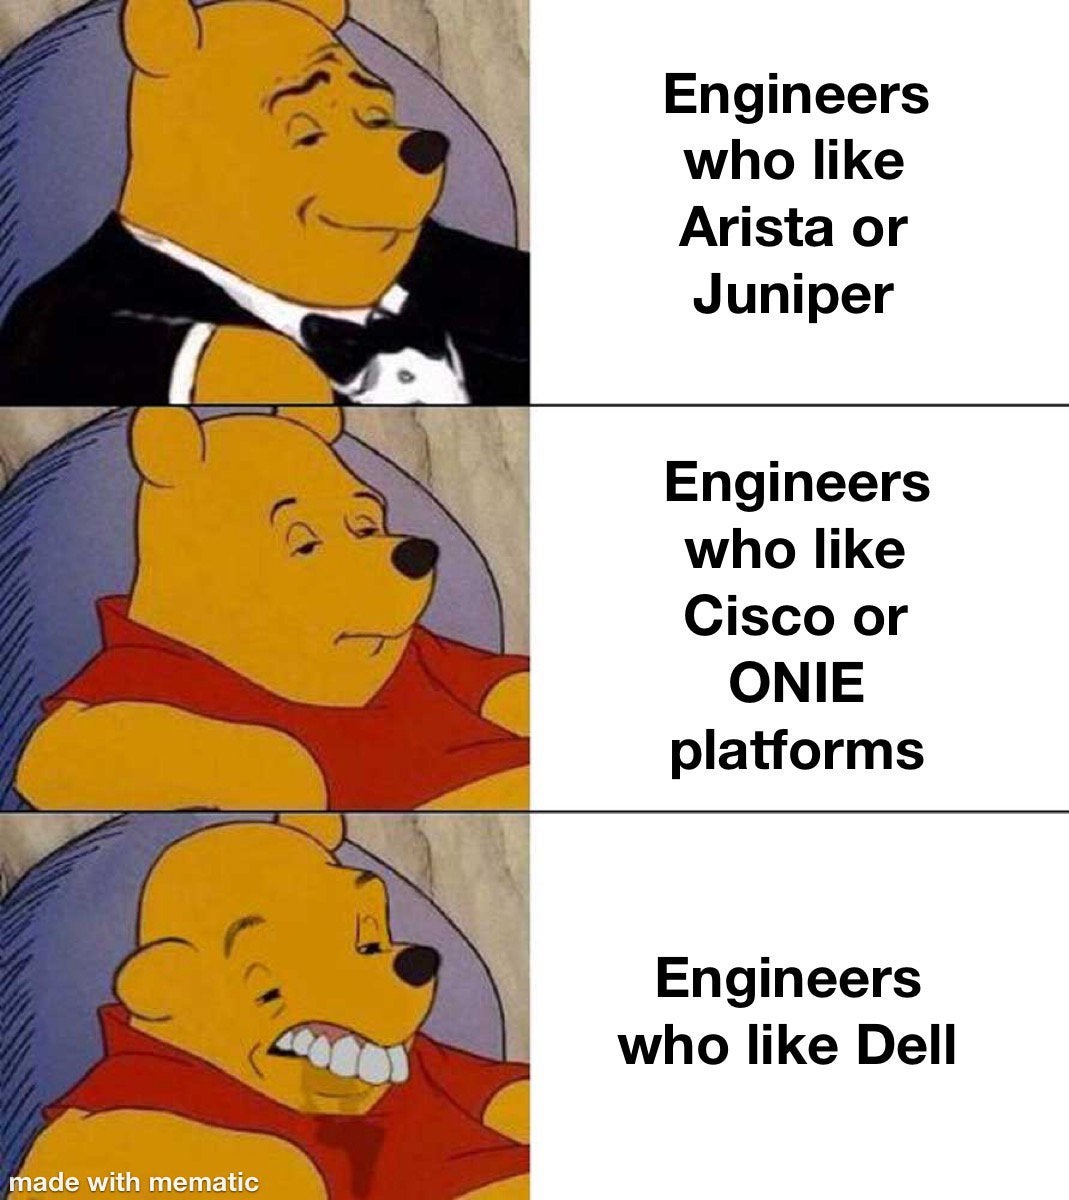 Engineers
who like
Arista or
Juniper
Engineers
who like
Cisco or
ONIE
platforms
Engineers
who like Dell
made with mematic